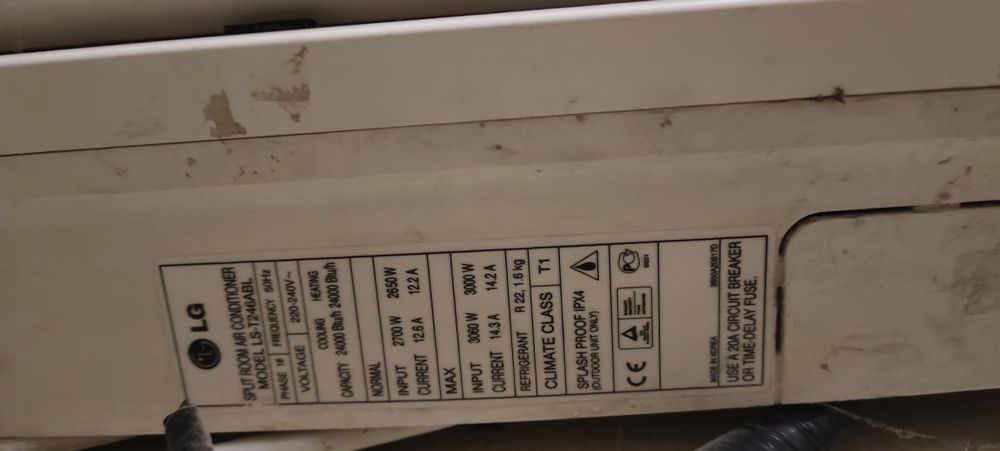 LG
SPLIT ROOM AIR CONDITIONER
MODEL LS-T246ABL
PHASE 1Ø FREQUENCY 50Hz
VOLTAGE 220-240V~
COOLING HEATING
CAPACITY 24000 Btu/h 24000 Btu/h
NORMAL
INPUT 2700 W 2650 W
CURRENT 12.6 A 12.2 A
MAX
INPUT 3060 W 3000 W
CURRENT 14.3 A 14.2 A
REFRIGERANT R 22, 1.6 kg
CLIMATE CLASS T1
SPLASH PROOF IPX4
(OUTDOOR UNIT ONLY)
CE
MADE IN KOREA
USE A 20A CIRCUIT BREAKER
OR TIME-DELAY FUSE.